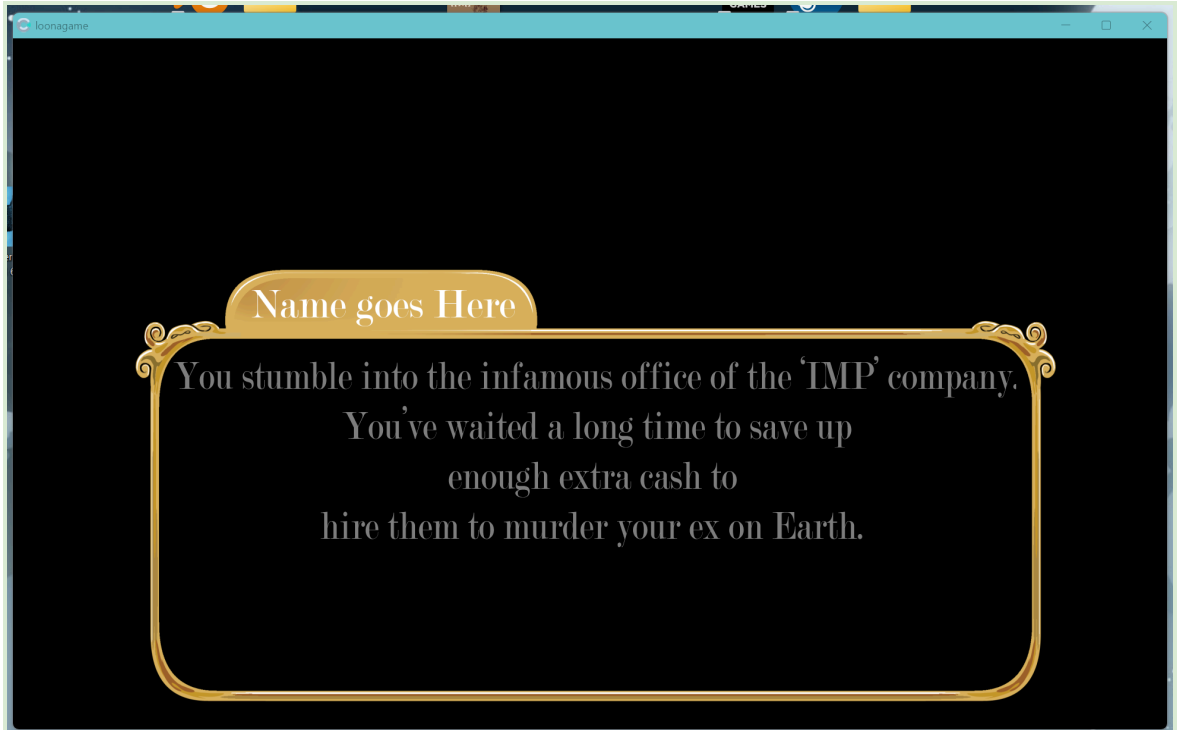 GAMES
loonagame
Name goes Here
You stumble into the infamous office of the ‘IMP’ company.
You’ve waited a long time to save up
enough extra cash to
hire them to murder your ex on Earth.